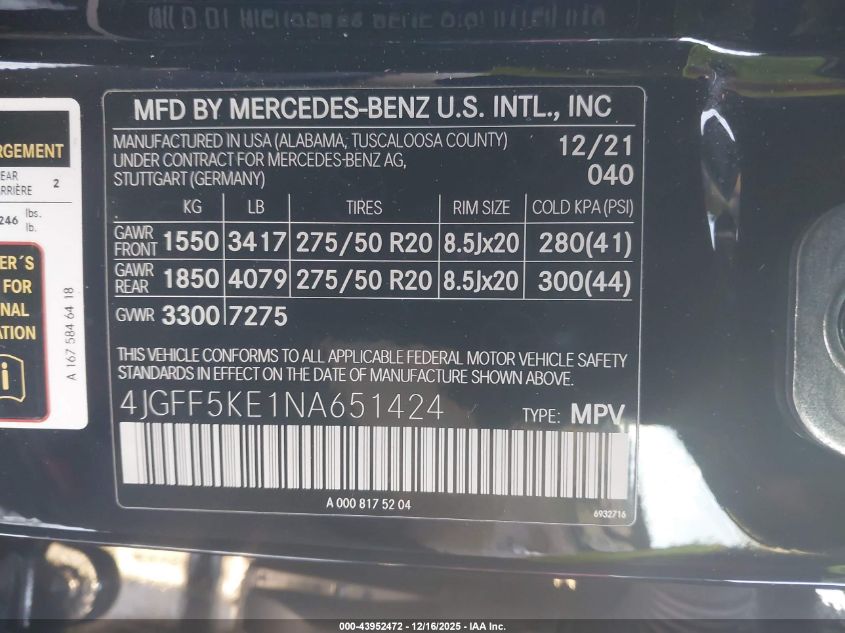 MFD BY MERCEDES-BENZ U.S. INTL., INC
MANUFACTURED IN USA (ALABAMA, TUSCALOOSA COUNTY) 12/21
UNDER CONTRACT FOR MERCEDES-BENZ AG,
STUTTGART (GERMANY) 040
KG LB TIRES RIM SIZE COLD KPA (PSI)
GAWR FRONT 1550 3417 275/50 R20 8.5Jx20 280(41)
GAWR REAR 1850 4079 275/50 R20 8.5Jx20 300(44)
GVWR 3300 7275
THIS VEHICLE CONFORMS TO ALL APPLICABLE FEDERAL MOTOR VEHICLE SAFETY
STANDARDS IN EFFECT ON THE DATE OF MANUFACTURE SHOWN ABOVE.
4JGFF5KE1NA651424 TYPE: MPV
A 000 817 52 04
6932716
RGEMENT
EAR
RRIÈRE 2
246 lbs.
lb.
ER´S
FOR
NAL
ATION
i
A 167 584 64 18
000-43952472 - 12/16/2025 - IAA Inc.